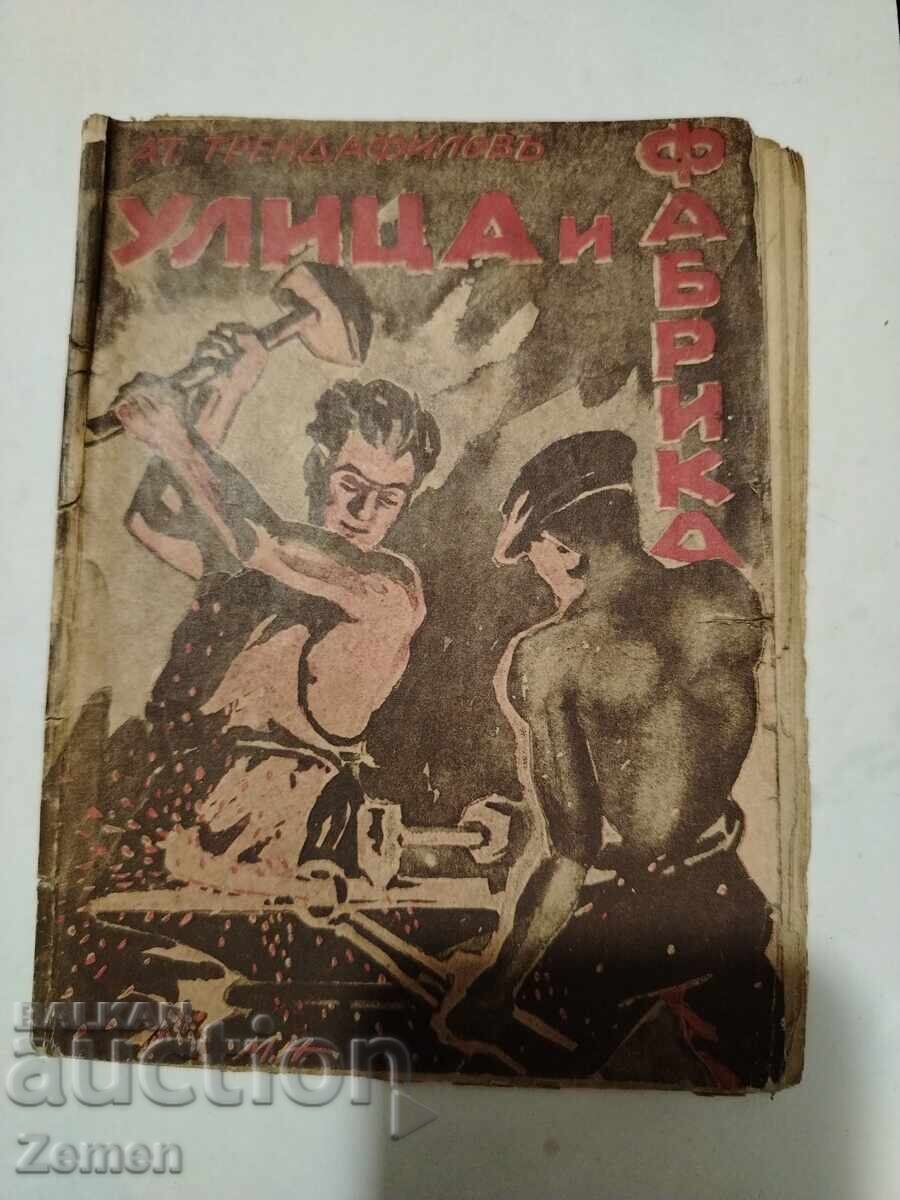 АТ. ТРЕНДАФИЛОВЪ
УЛИЦА И
ФАБРИКА
BALKAN
auction
Zemen